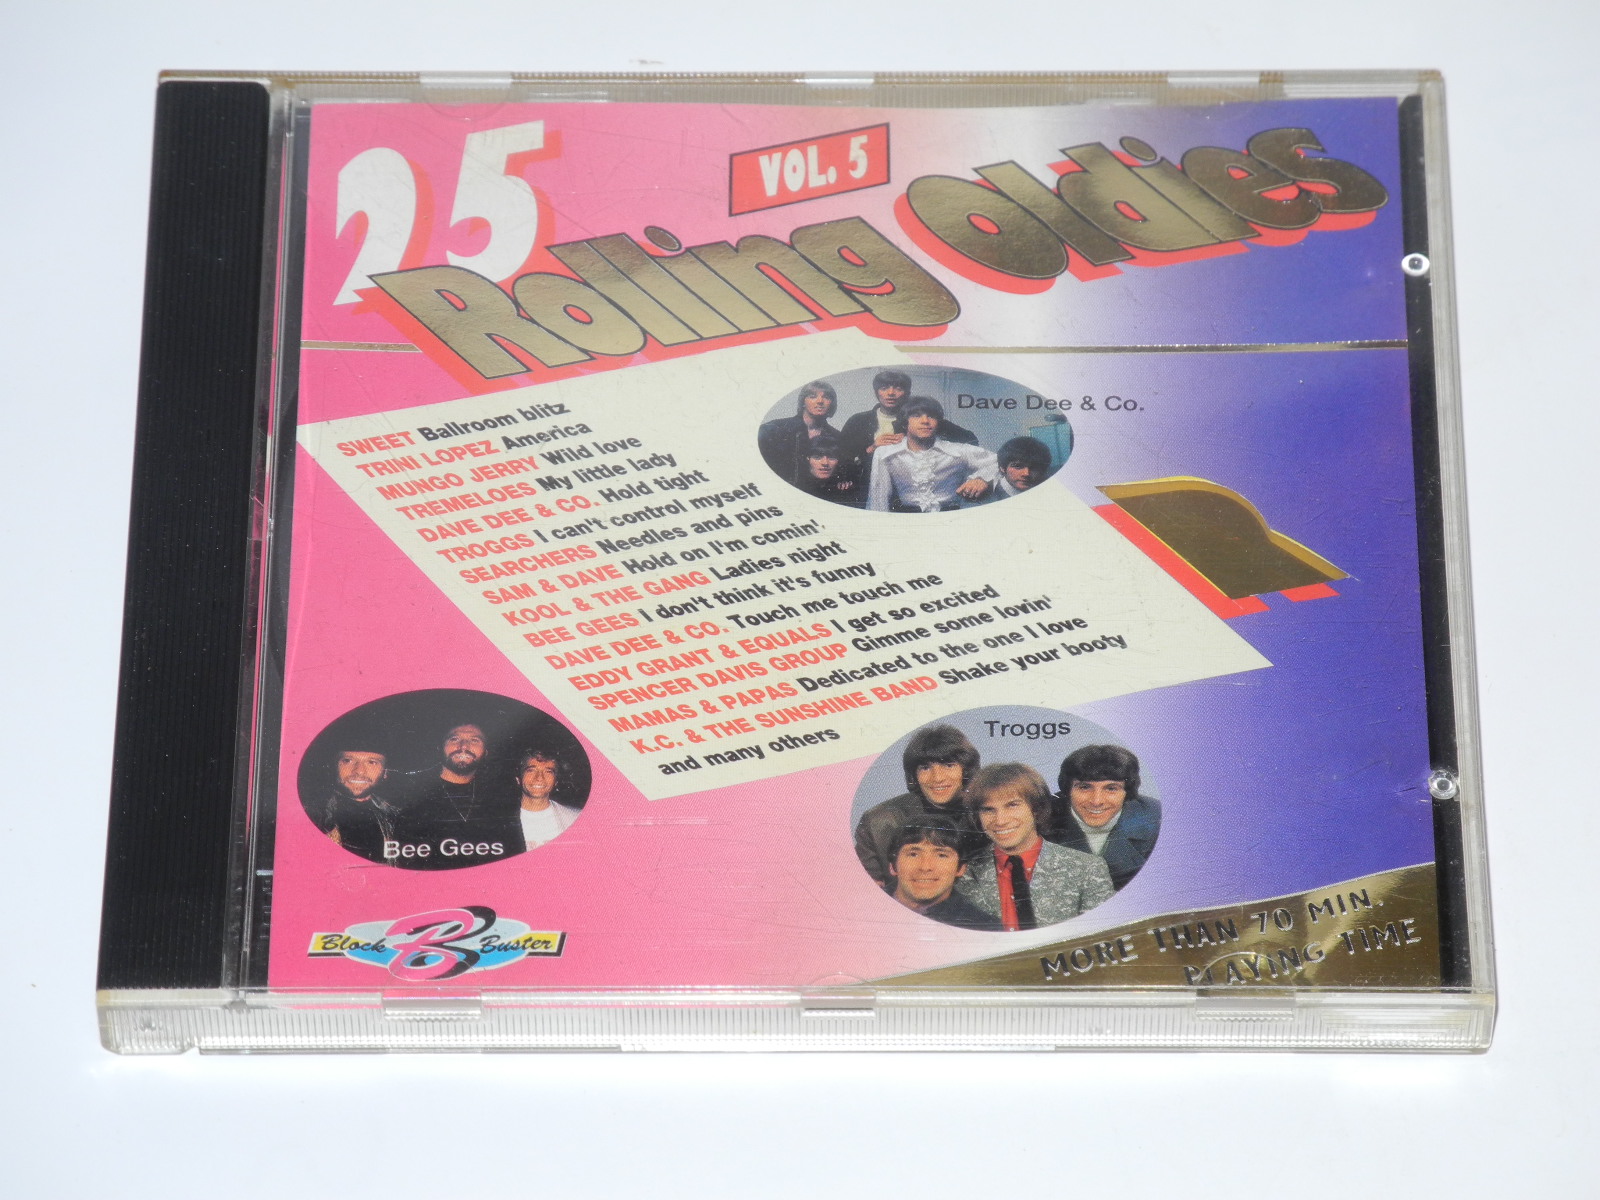 25
VOL. 5
Rolling Oldies
SWEET Ballroom blitz
TRINI LOPEZ America
MUNGO JERRY Wild love
TREMELOES My little lady
DAVE DEE & CO. Hold tight
TROGGS I can't control myself
SEARCHERS Needles and pins
SAM & DAVE Hold on I'm comin'
KOOL & THE GANG Ladies night
BEE GEES I don't think it's funny
DAVE DEE & CO. Touch me touch me
EDDY GRANT & EQUALS I get so excited
SPENCER DAVIS GROUP Gimme some lovin'
MAMAS & PAPAS Dedicated to the one I love
K.C. & THE SUNSHINE BAND Shake your booty
and many others
Dave Dee & Co.
Troggs
Bee Gees
Block B Buster
MORE THAN 70 MIN.
PLAYING TIME